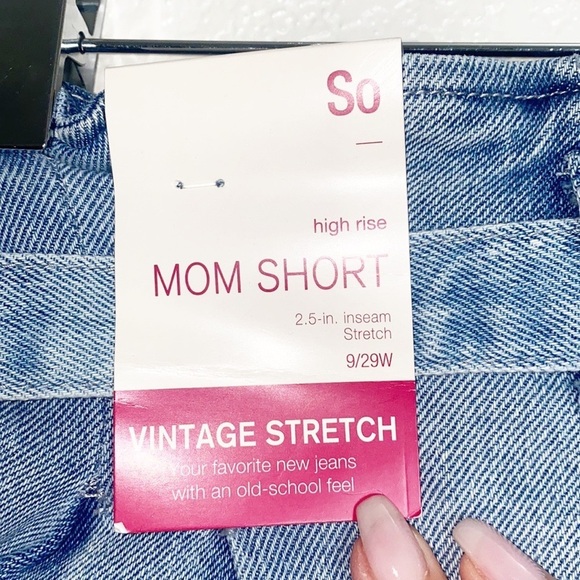 So
high rise
MOM SHORT
2.5-in. inseam
Stretch
9/29W
VINTAGE STRETCH
Your favorite new jeans
with an old-school feel